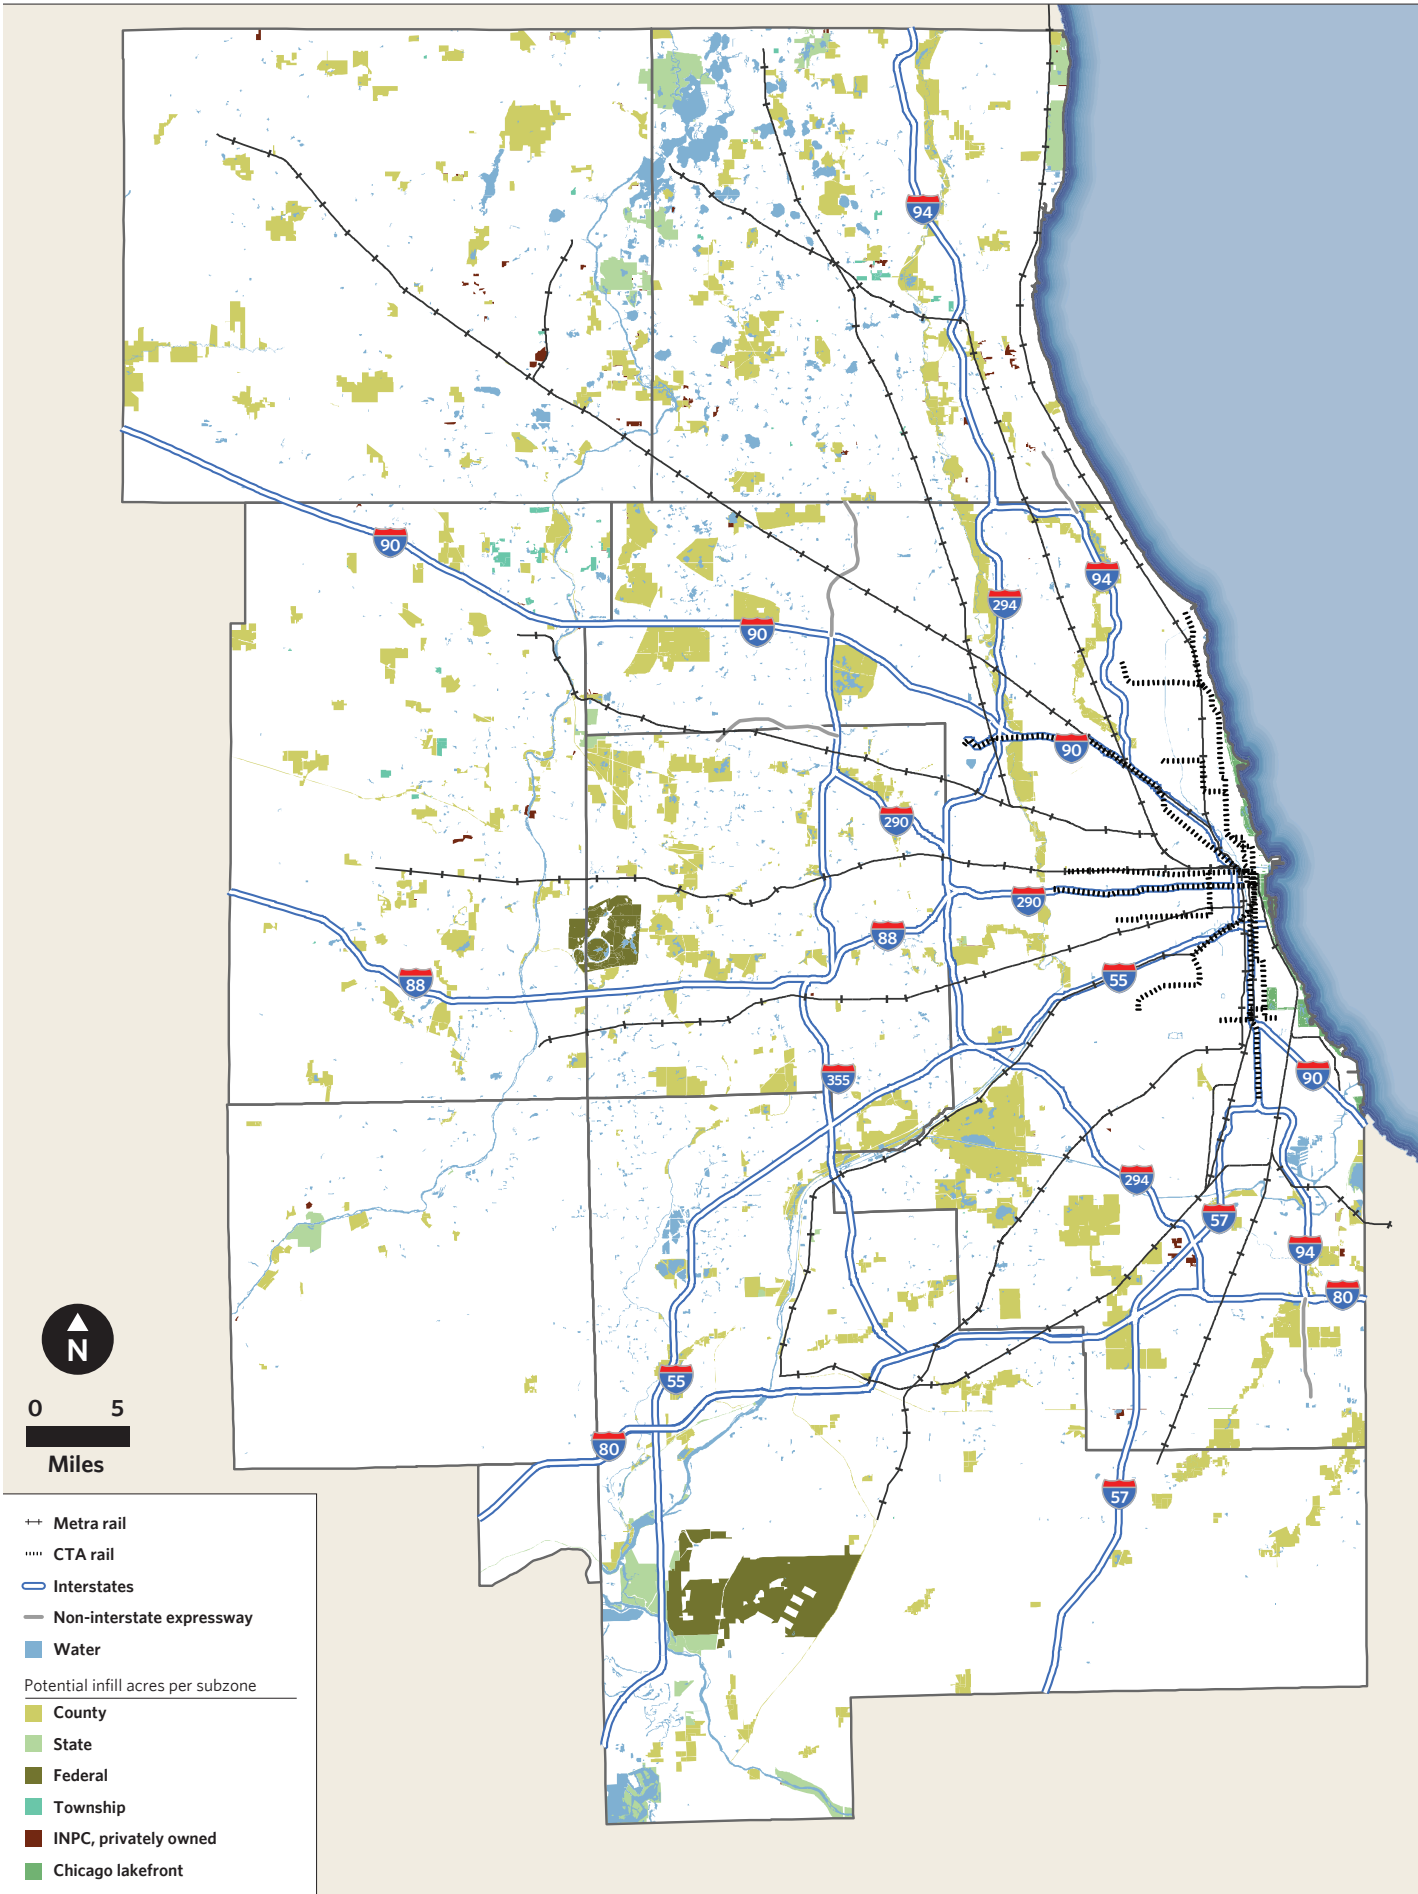 94
90
94
294
90
90
290
290
88
55
88
355
90
294
57
94
80
N
0 5
Miles
55
80
57
Metra rail
CTA rail
Interstates
Non-interstate expressway
Water
Potential infill acres per subzone
County
State
Federal
Township
INPC, privately owned
Chicago lakefront